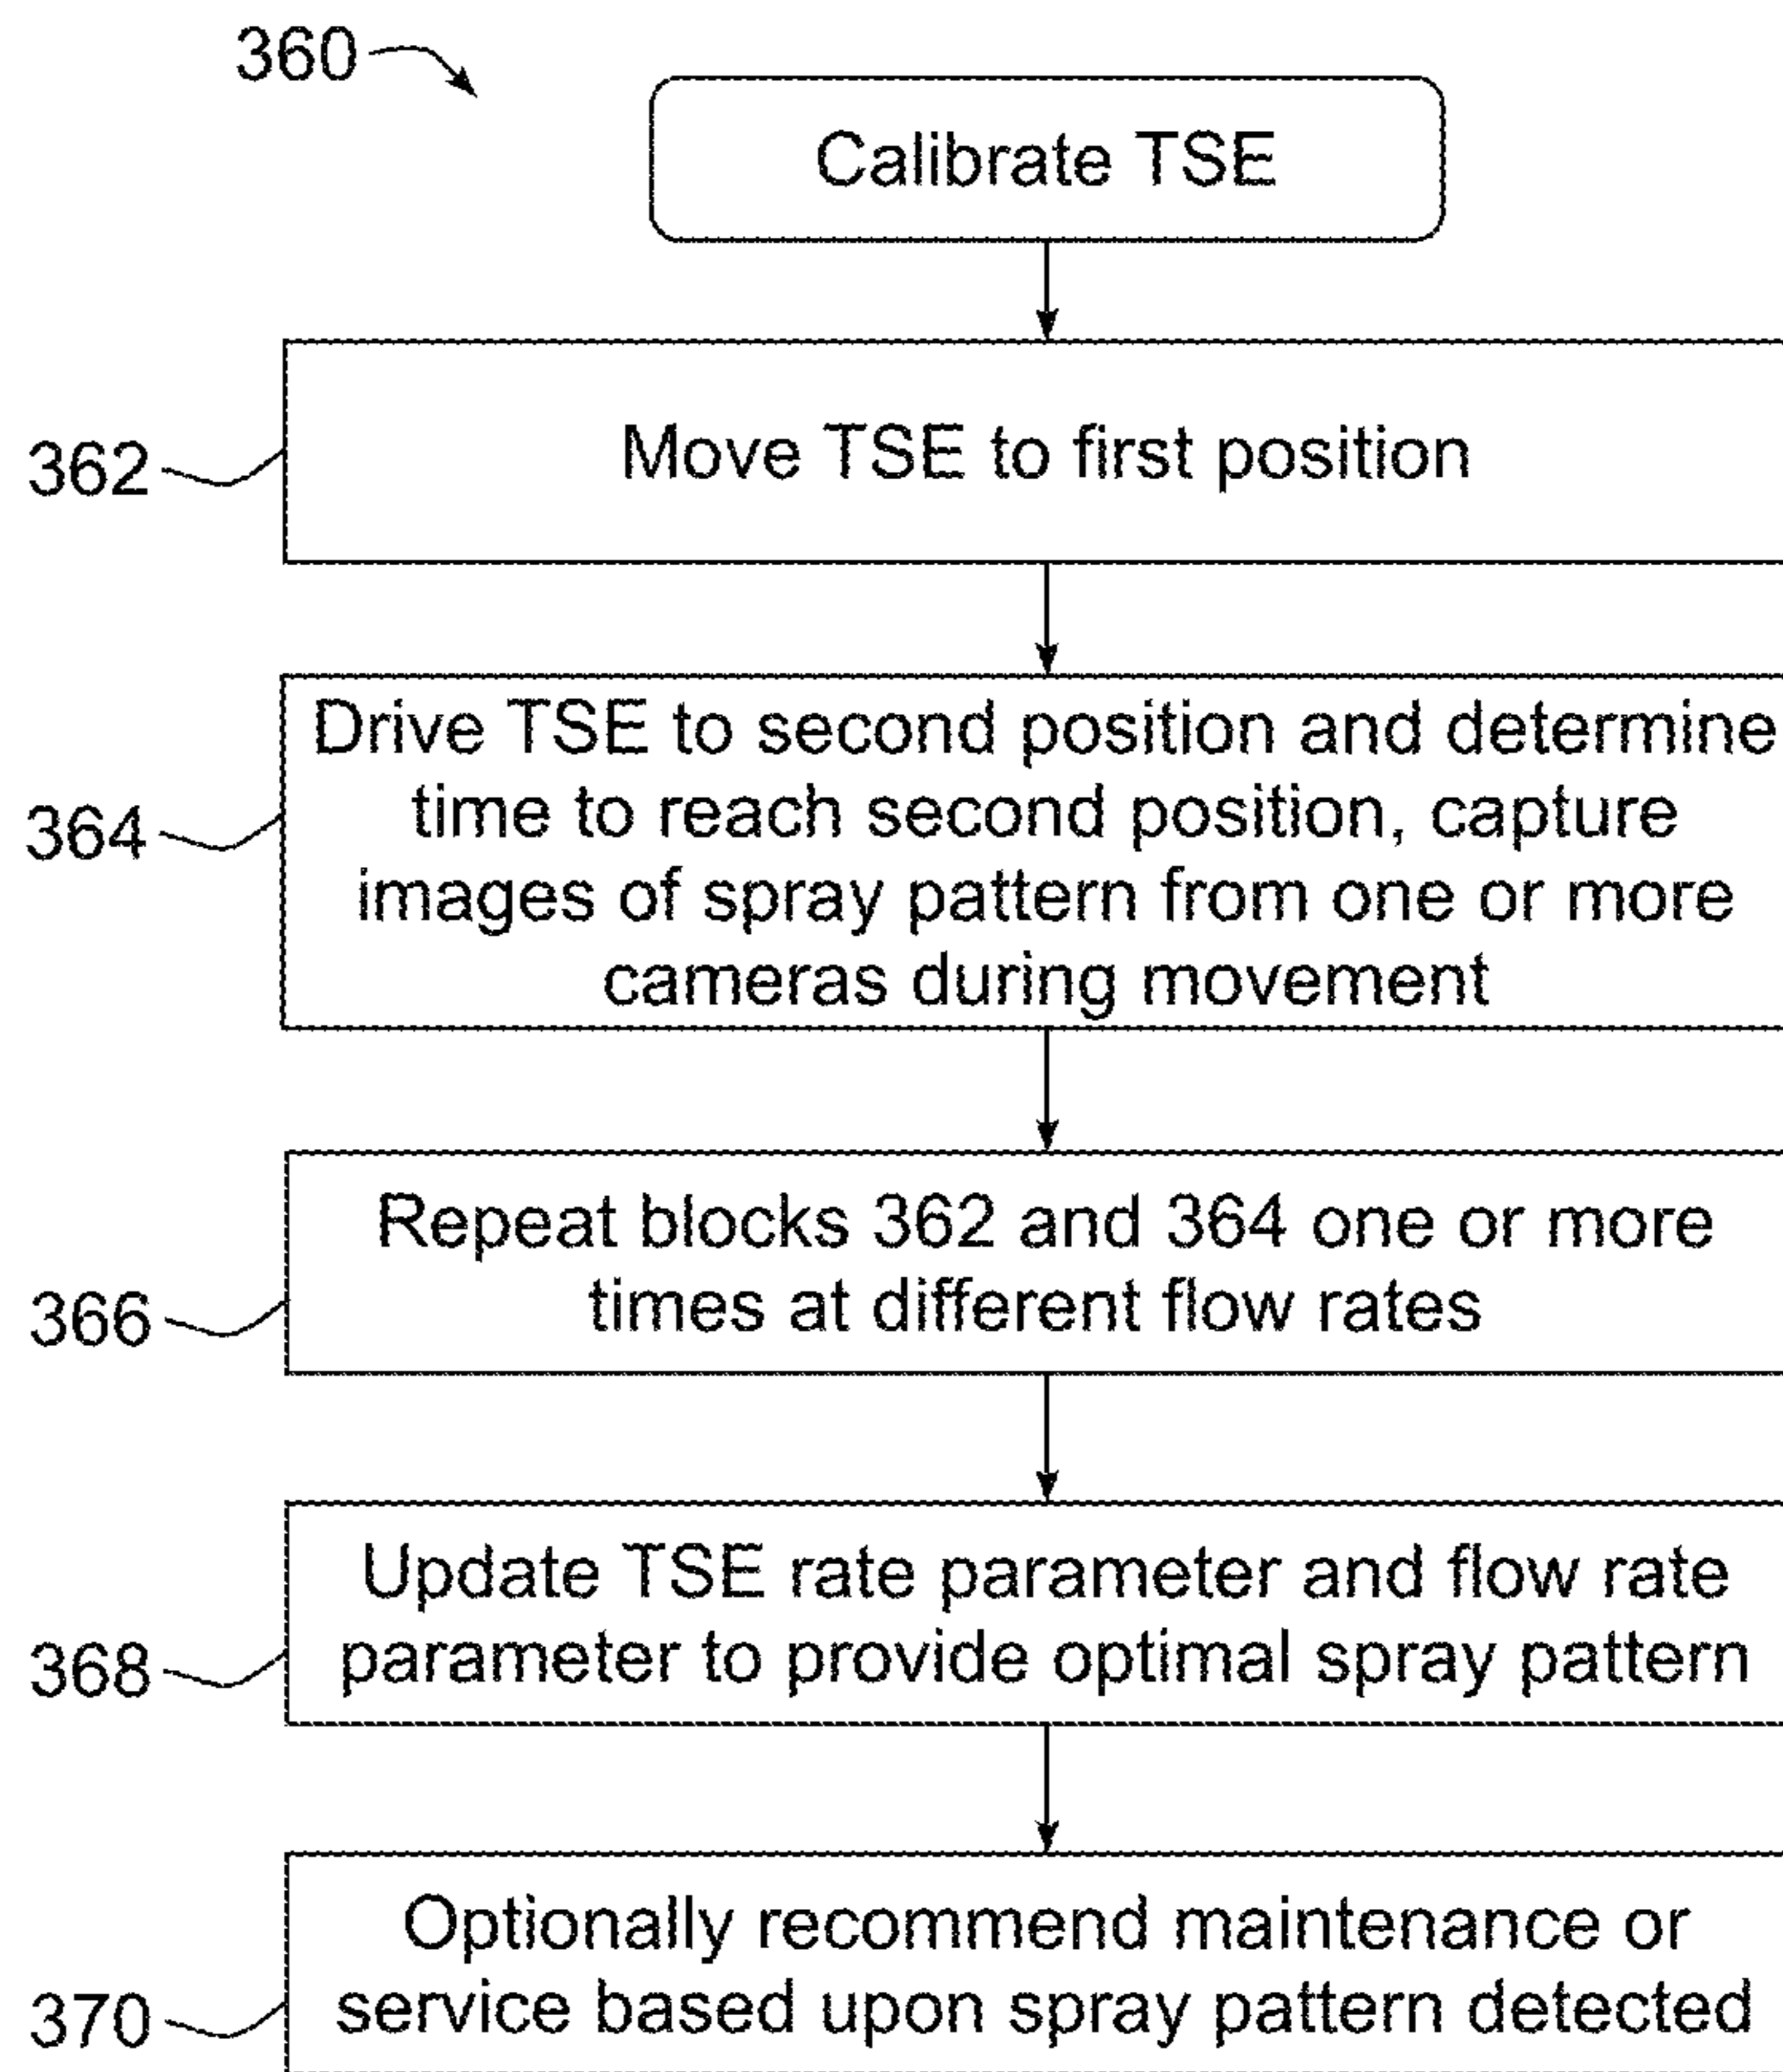 360
Calibrate TSE
362
Move TSE to first position
364
Drive TSE to second position and determine
time to reach second position, capture
images of spray pattern from one or more
cameras during movement
366
Repeat blocks 362 and 364 one or more
times at different flow rates
368
Update TSE rate parameter and flow rate
parameter to provide optimal spray pattern
370
Optionally recommend maintenance or
service based upon spray pattern detected